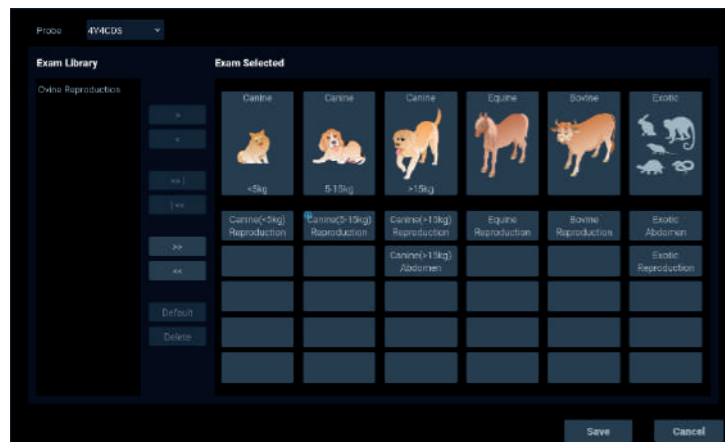 Probe 4V4CDS
Exam Library Exam Selected
Ovine Reproduction
Canine Canine Canine Equine Bovine Exotic
>
<
>>|
|<<
<5kg 5-15kg >15kg
Canine(<5kg) Canine(5-15kg) Canine(>15kg) Equine Bovine Exotic
Reproduction Reproduction Reproduction Reproduction Reproduction Abdomen
>>
<<
Canine(>15kg) Exotic
Abdomen Reproduction
Default
Delete
Save Cancel